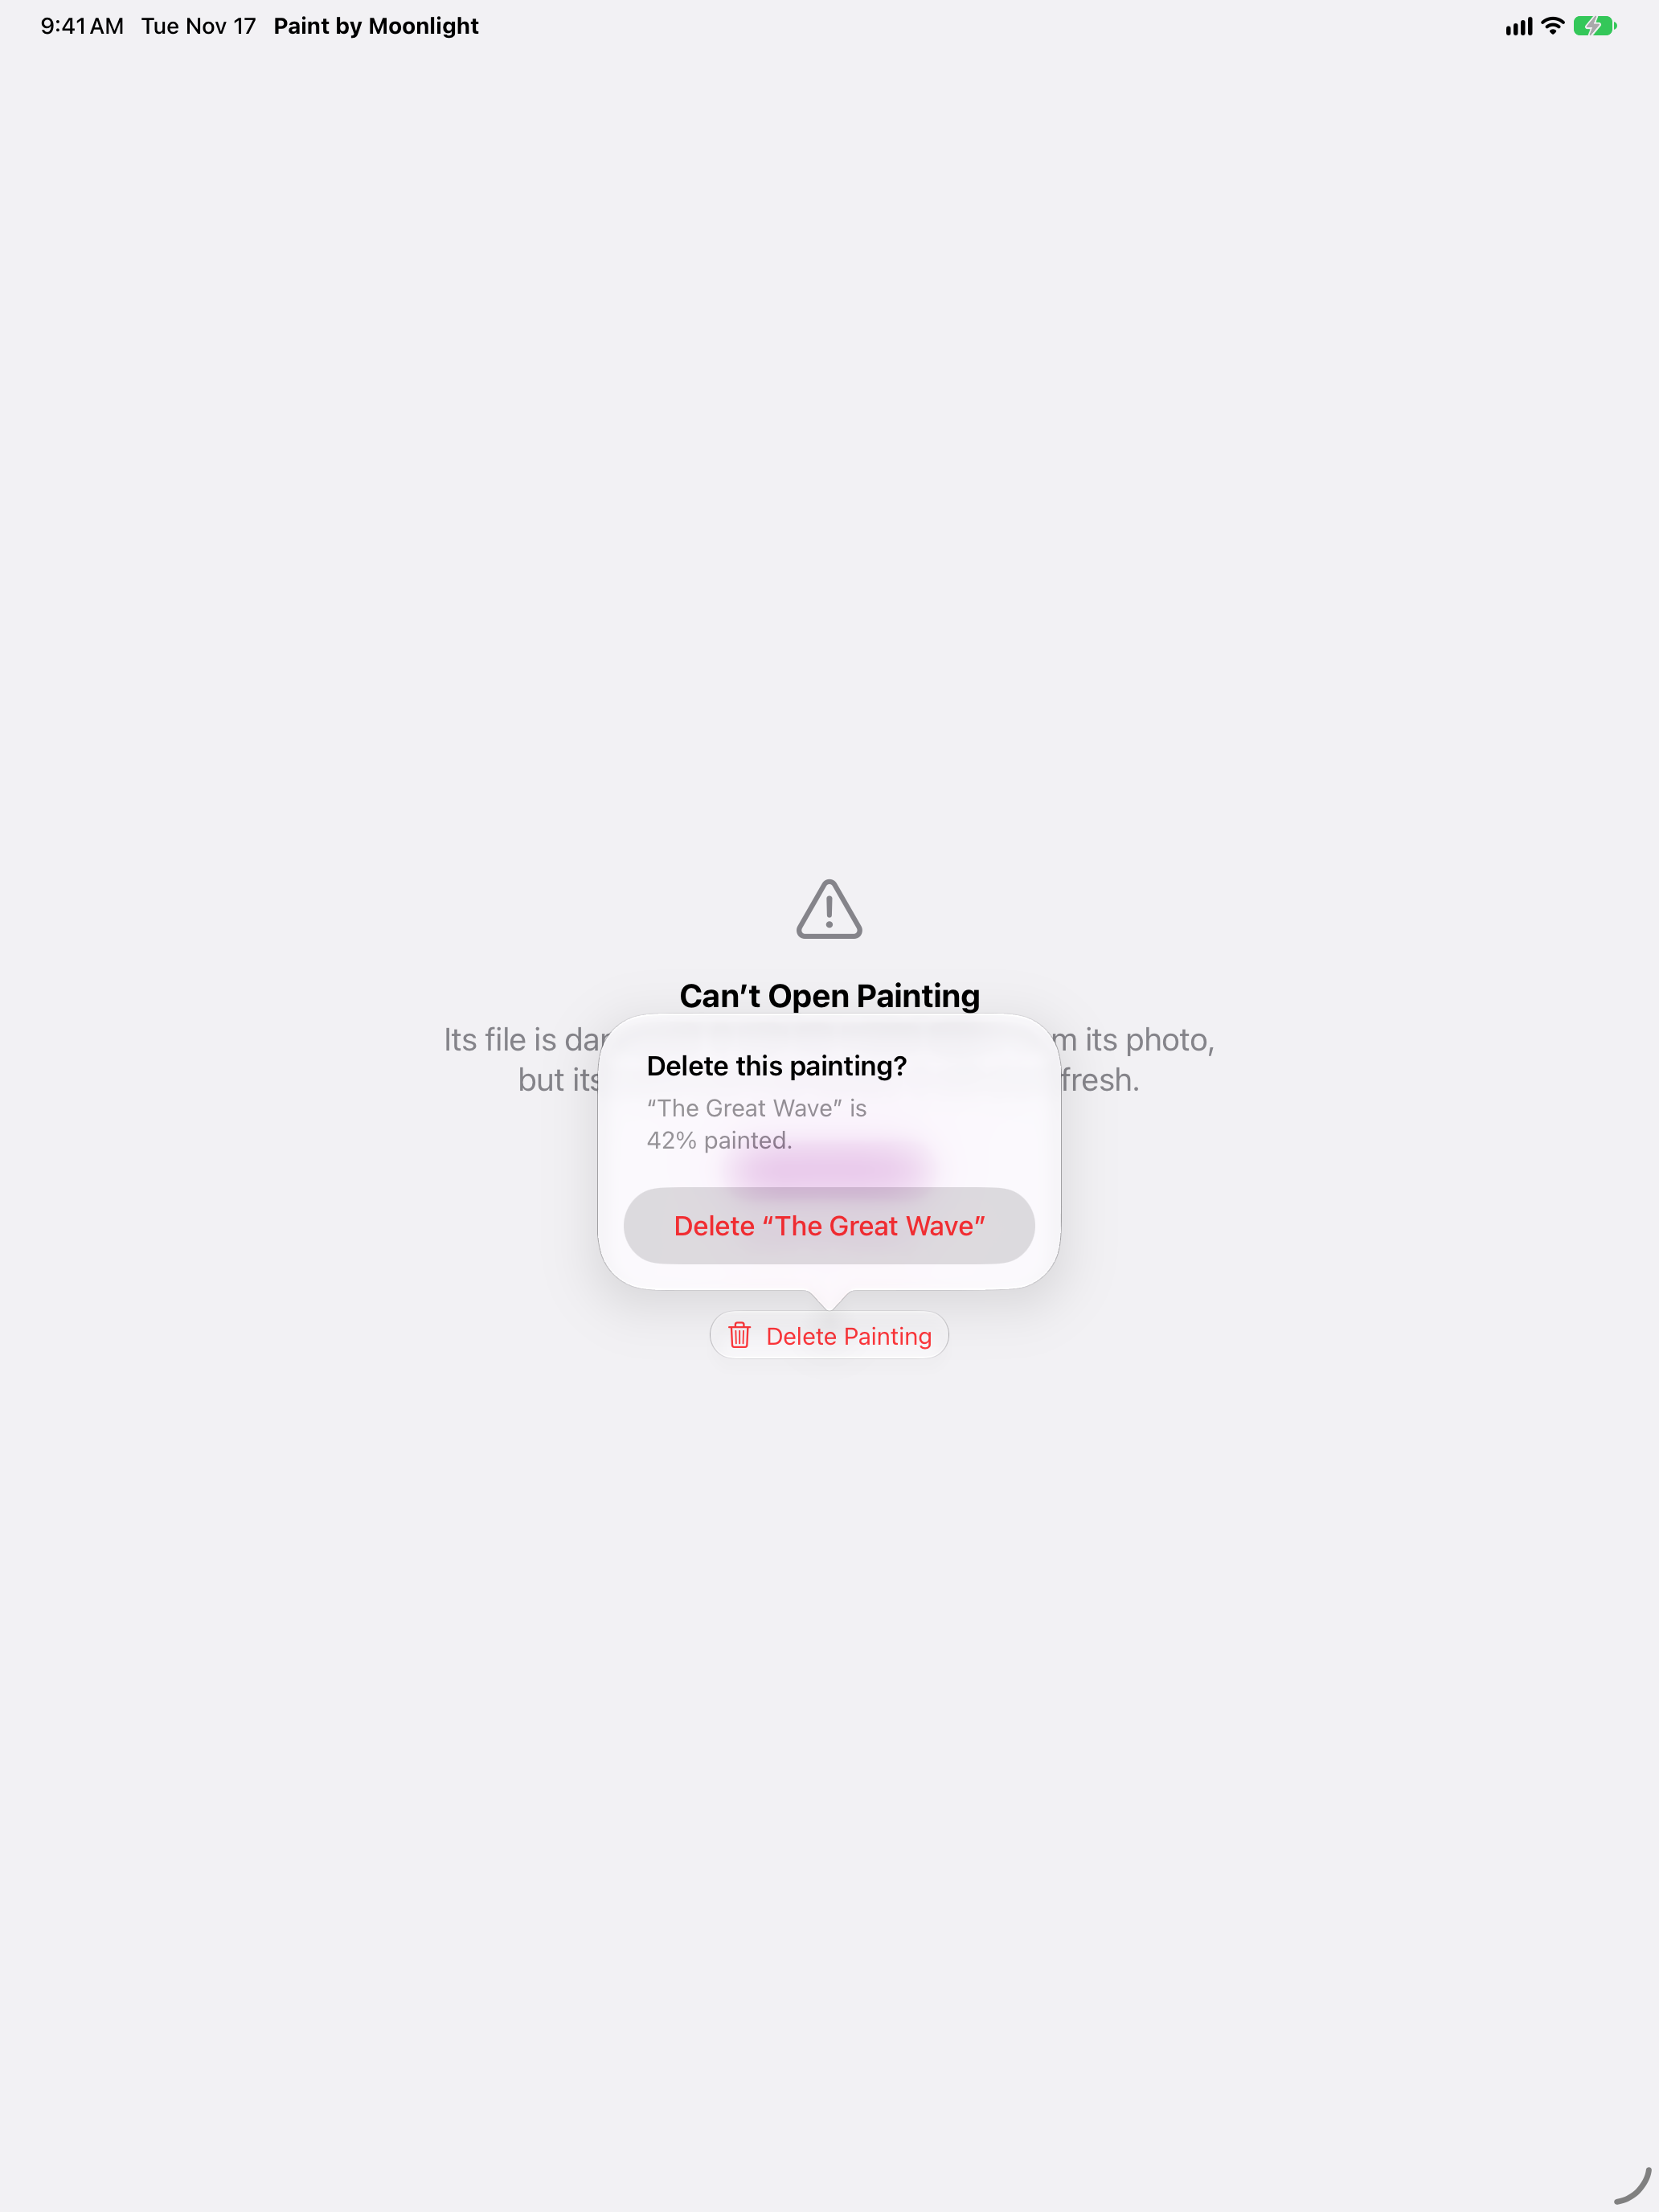 9:41 AM Tue Nov 17 Paint by Moonlight
Can’t Open Painting
Its file is m its photo,
but its fresh.
Delete this painting?
“The Great Wave” is
42% painted.
Delete “The Great Wave”
Delete Painting